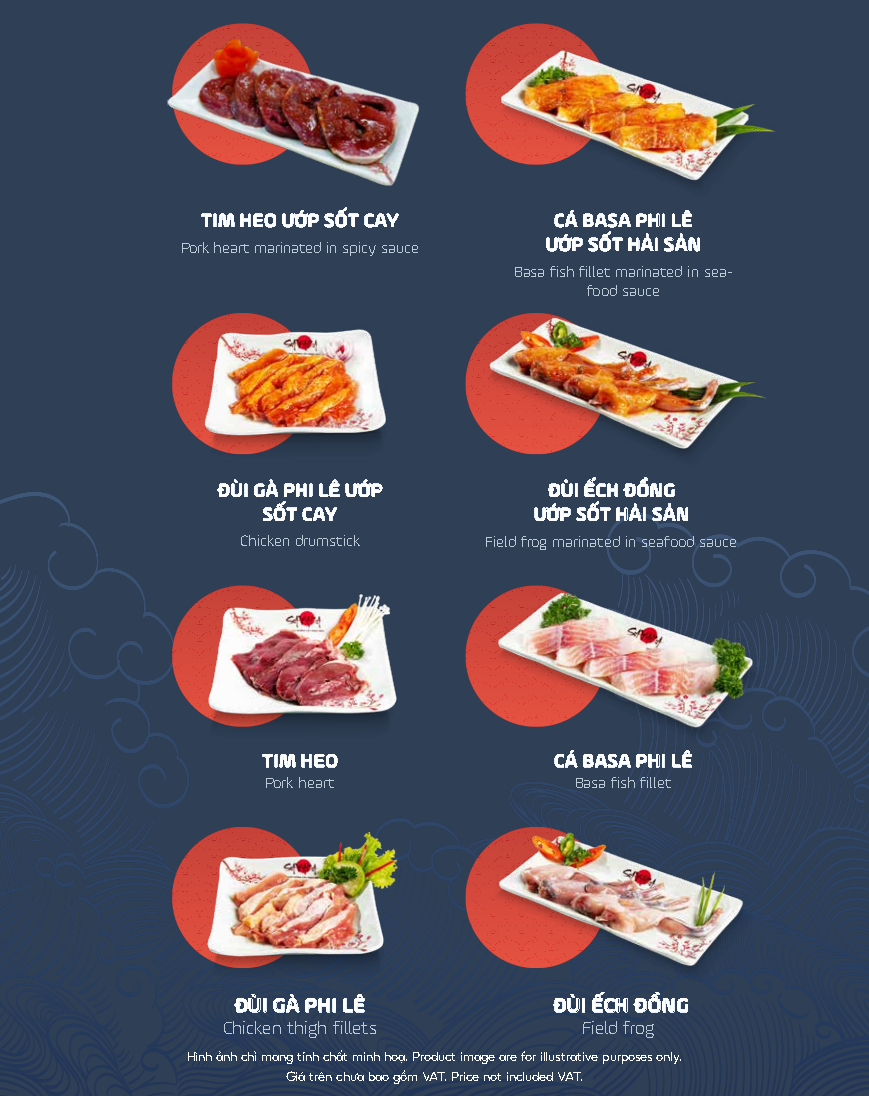 TIM HEO ƯỚP SỐT CAY
Pork heart marinated in spicy sauce
CÁ BASA PHI LÊ
ƯỚP SỐT HẢI SẢN
Basa fish fillet marinated in sea-
food sauce
ĐÙI GÀ PHI LÊ ƯỚP
SỐT CAY
Chicken drumstick
ĐÙI ẾCH ĐỒNG
ƯỚP SỐT HẢI SẢN
Field frog marinated in seafood sauce
TIM HEO
Pork heart
CÁ BASA PHI LÊ
Basa fish fillet
ĐÙI GÀ PHI LÊ
Chicken thigh fillets
ĐÙI ẾCH ĐỒNG
Field frog
Hình ảnh chỉ mang tính chất minh hoạ. Product image are for illustrative purposes only.
Giá trên chưa bao gồm VAT. Price not included VAT.